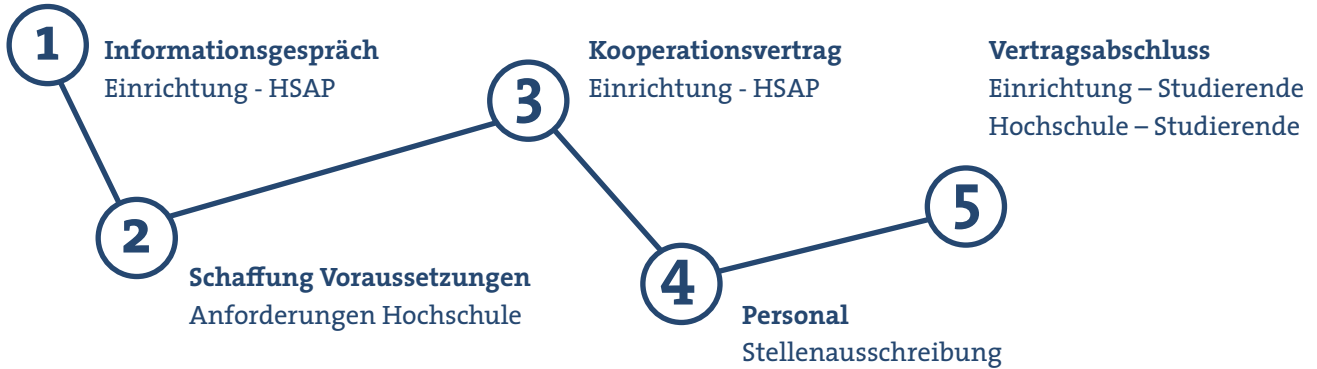 1
Informationsgespräch
Einrichtung - HSAP
2
Schaffung Voraussetzungen
Anforderungen Hochschule
3
Kooperationsvertrag
Einrichtung - HSAP
4
Personal
Stellenausschreibung
5
Vertragsabschluss
Einrichtung – Studierende
Hochschule – Studierende